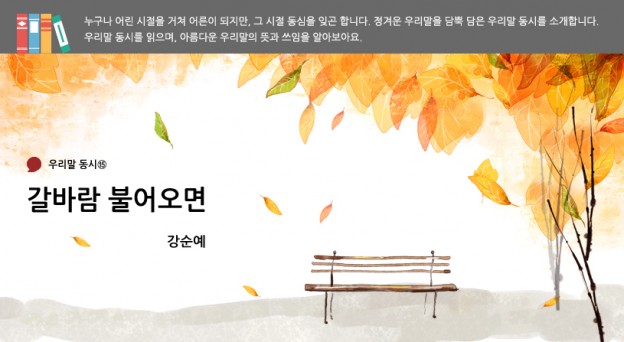 누구나 어린 시절을 거쳐 어른이 되지만, 그 시절 동심을 잊곤 합니다. 정겨운 우리말을 담뿍 담은 우리말 동시를 소개합니다.
우리말 동시를 읽으며, 아름다운 우리말의 뜻과 쓰임을 알아보아요.
우리말 동시⑮
갈바람 불어오면
강순예